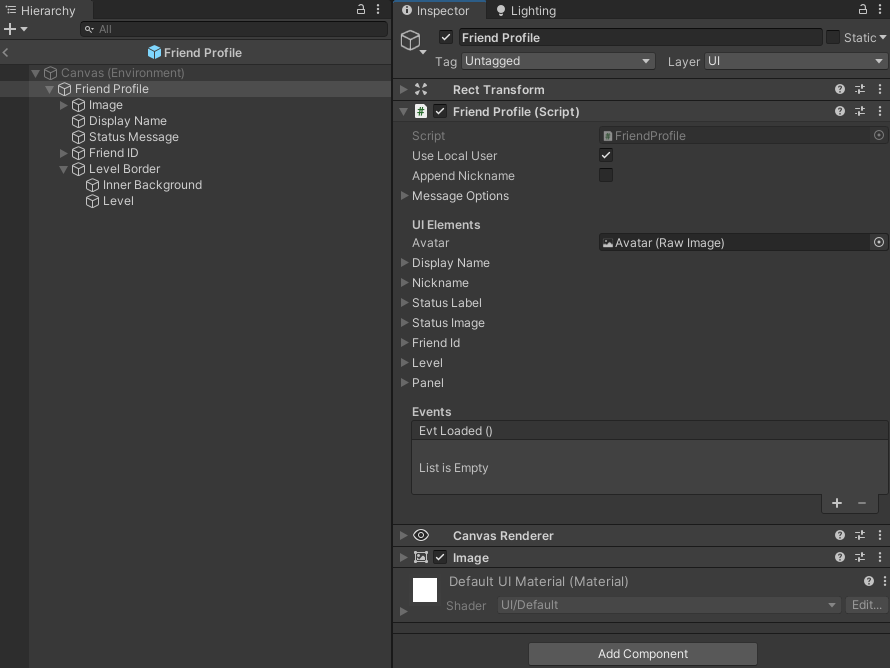 Hierarchy
All
Friend Profile
Canvas (Environment)
Friend Profile
Image
Display Name
Status Message
Friend ID
Level Border
Inner Background
Level
Inspector
Lighting
Friend Profile
Static
Tag Untagged Layer UI
Rect Transform
Friend Profile (Script)
Script FriendProfile
Use Local User
Append Nickname
Message Options
UI Elements
Avatar Avatar (Raw Image)
Display Name
Nickname
Status Label
Status Image
Friend Id
Level
Panel
Events
Evt Loaded ()
List is Empty
Canvas Renderer
Image
Default UI Material (Material)
Shader UI/Default Edit...
Add Component